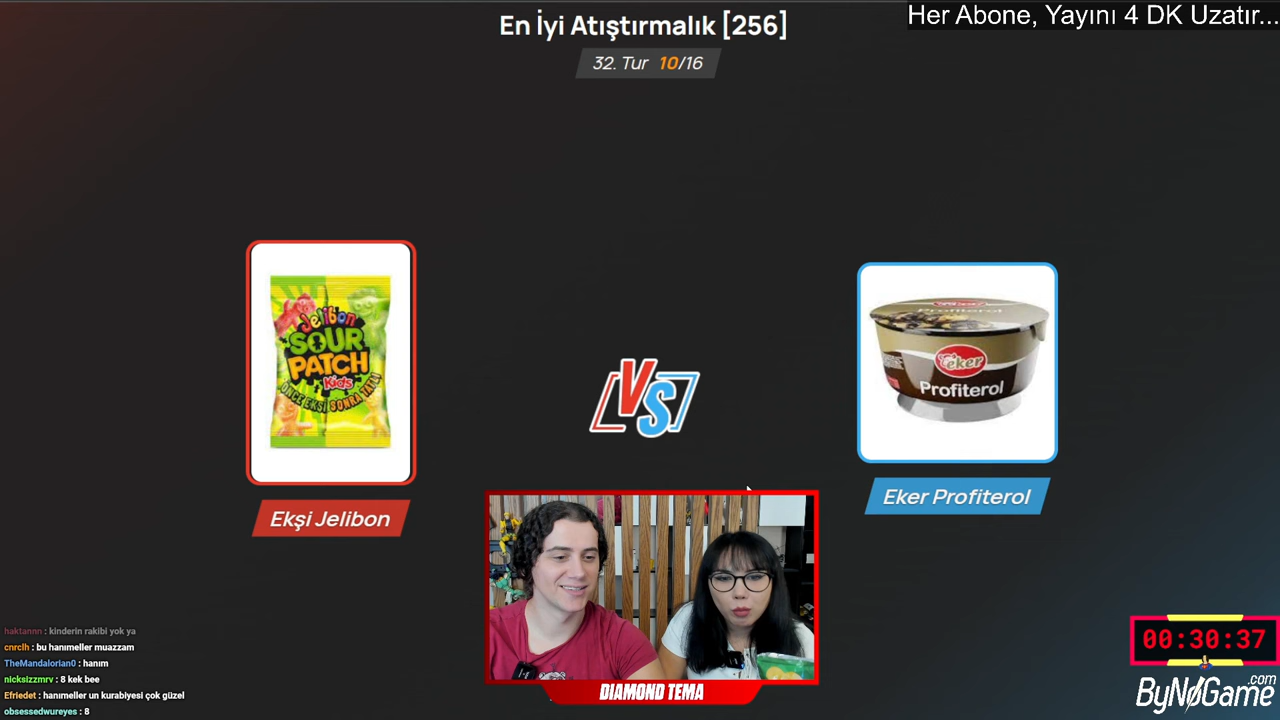 En İyi Atıştırmalık [256]
Her Abone, Yayını 4 DK Uzatır...
32. Tur 10/16
Jelibon
SOUR
PATCH
Kids
ÖNCE EKŞİ SONRA TATLI
VS
Profiterol
eker
Profiterol
Ekşi Jelibon
Eker Profiterol
haktannn : kinderin rakibi yok ya
cnrclh : bu hanımeller muazzam
TheMandalorian0 : hanım
nicksizzmrv : 8 kek bee
Efriedet : hanımeller un kurabiyesi çok güzel
obsessedwureyes : 8
DIAMOND TEMA
00:30:37
ByNoGame.com